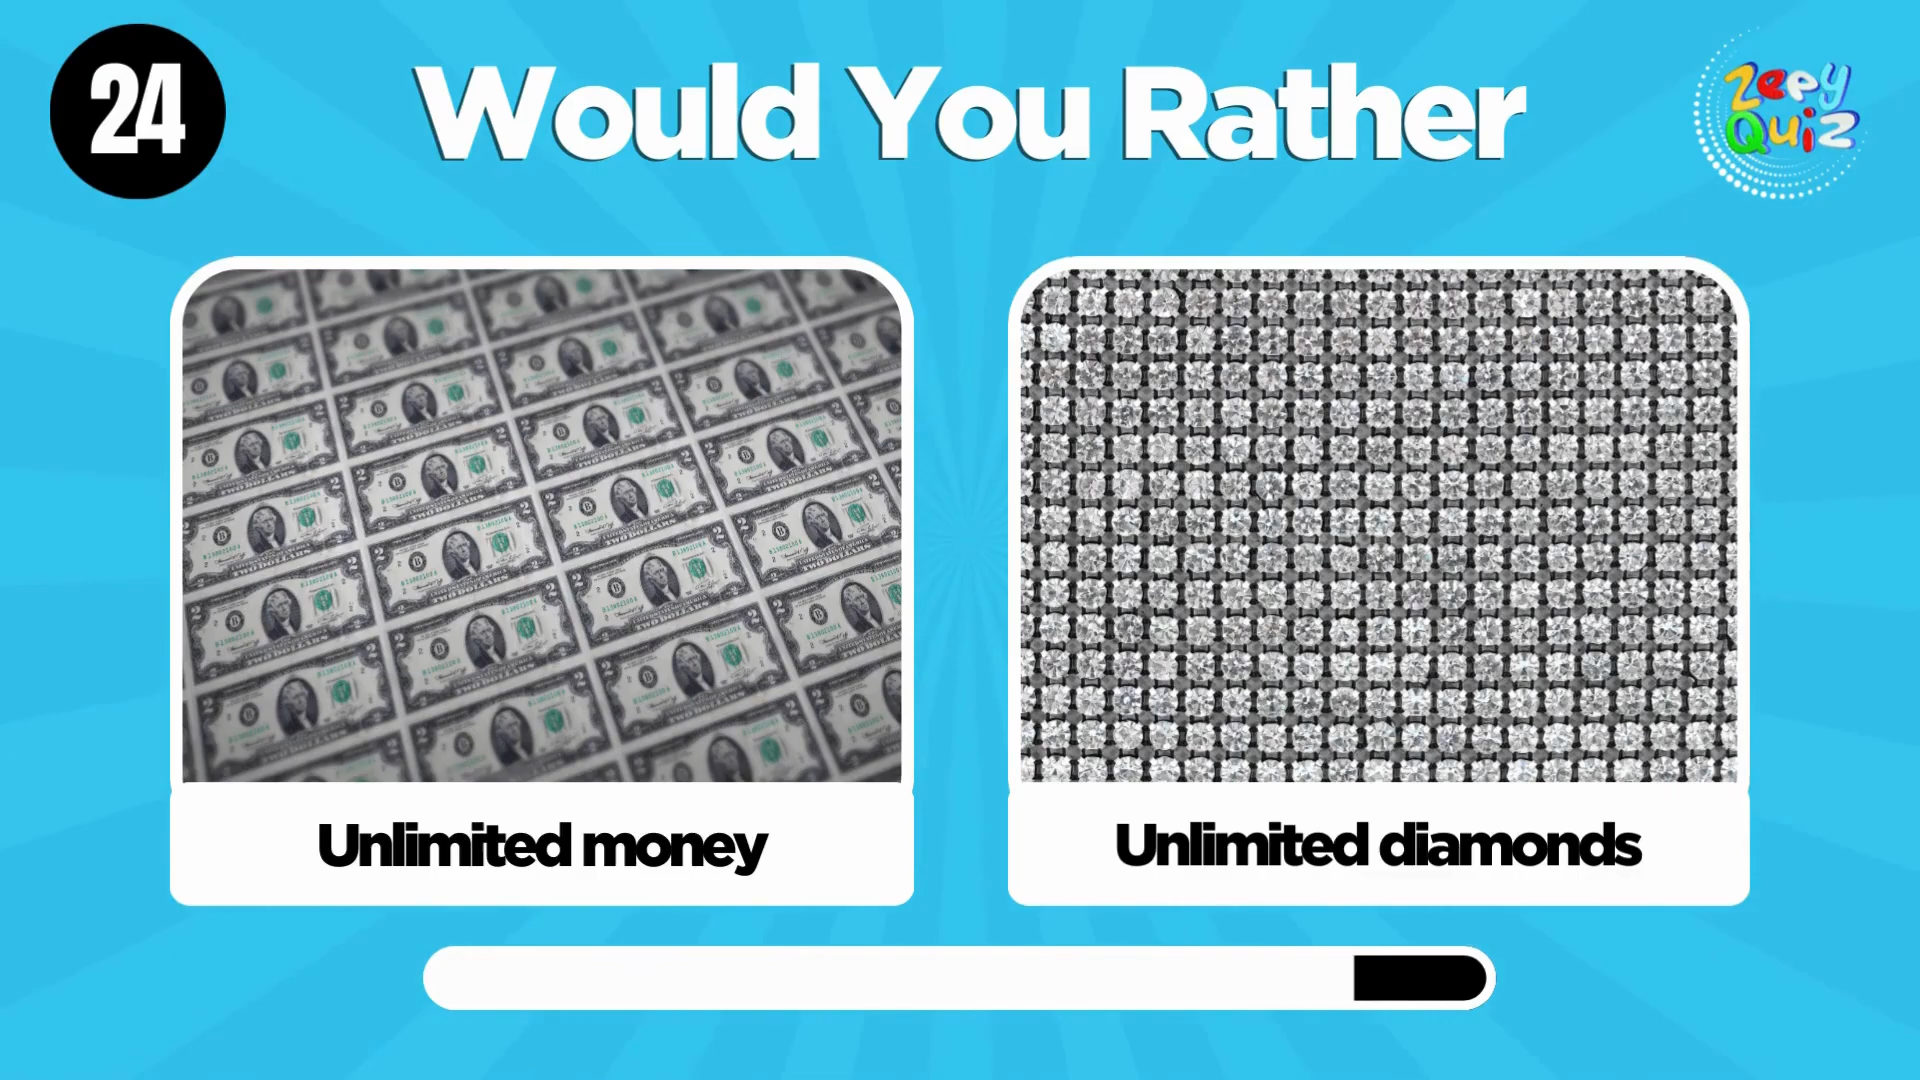 24
Would You Rather
Zeey
Quiz
Unlimited money
Unlimited diamonds